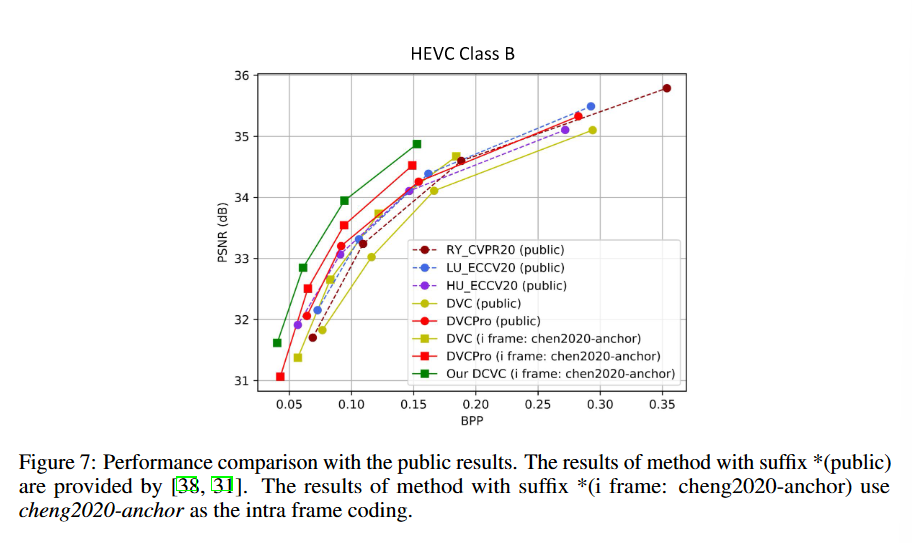 HEVC Class B
36
35
34
33
32
31
PSNR (dB)
RY_CVPR20 (public)
LU_ECCV20 (public)
HU_ECCV20 (public)
DVC (public)
DVCPro (public)
DVC (i frame: chen2020-anchor)
DVCPro (i frame: chen2020-anchor)
Our DCVC (i frame: chen2020-anchor)
0.05 0.10 0.15 0.20 0.25 0.30 0.35
BPP
Figure 7: Performance comparison with the public results. The results of method with suffix *(public)
are provided by [38, 31]. The results of method with suffix *(i frame: cheng2020-anchor) use
cheng2020-anchor as the intra frame coding.